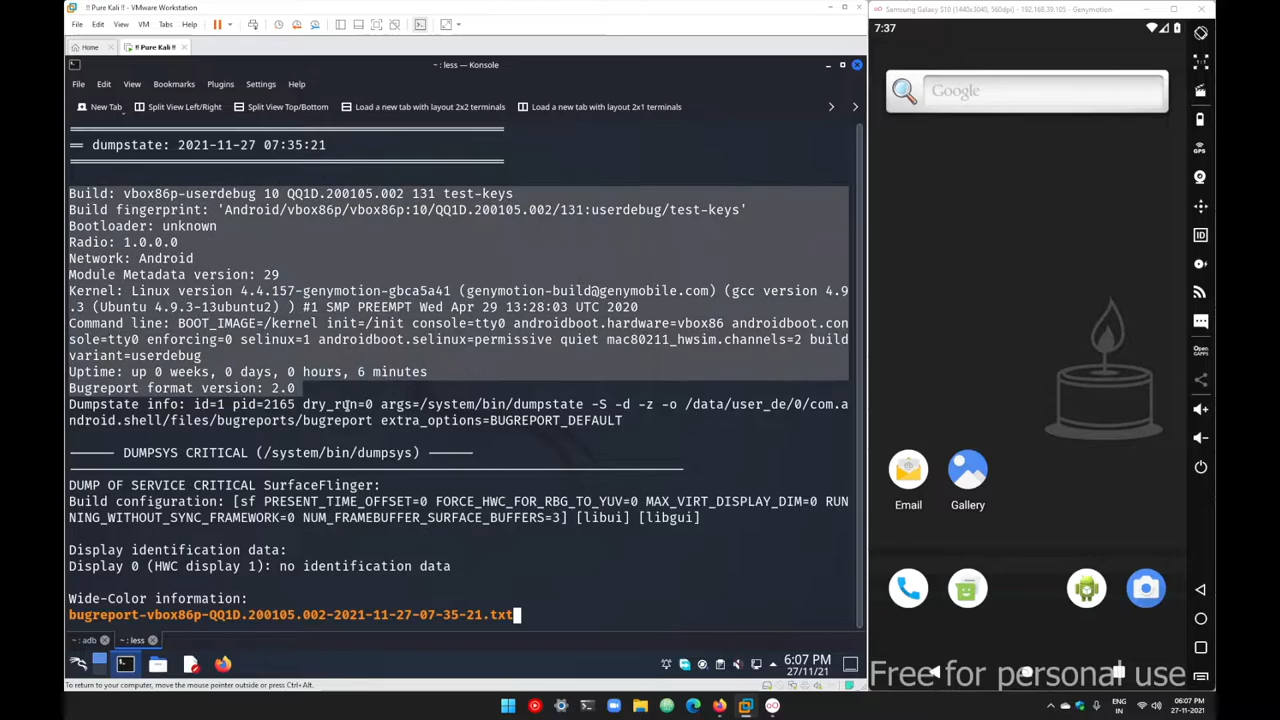 !! Pure Kali !! - VMware Workstation
File Edit View VM Tabs Help
Home !! Pure Kali !!
~ : less — Konsole
File Edit View Bookmarks Plugins Settings Help
New Tab Split View Left/Right Split View Top/Bottom Load a new tab with layout 2x2 terminals Load a new tab with layout 2x1 terminals
== dumpstate: 2021-11-27 07:35:21
Build: vbox86p-userdebug 10 QQ1D.200105.002 131 test-keys
Build fingerprint: 'Android/vbox86p/vbox86p:10/QQ1D.200105.002/131:userdebug/test-keys'
Bootloader: unknown
Radio: 1.0.0.0
Network: Android
Module Metadata version: 29
Kernel: Linux version 4.4.157-genymotion-gbca5a41 (genymotion-build@genymobile.com) (gcc version 4.9
.3 (Ubuntu 4.9.3-13ubuntu2) ) #1 SMP PREEMPT Wed Apr 29 13:28:03 UTC 2020
Command line: BOOT_IMAGE=/kernel init=/init console=tty0 androidboot.hardware=vbox86 androidboot.con
sole=tty0 enforcing=0 selinux=1 androidboot.selinux=permissive quiet mac80211_hwsim.channels=2 build
variant=userdebug
Uptime: up 0 weeks, 0 days, 0 hours, 6 minutes
Bugreport format version: 2.0
Dumpstate info: id=1 pid=2165 dry_run=0 args=/system/bin/dumpstate -S -d -z -o /data/user_de/0/com.a
ndroid.shell/files/bugreports/bugreport extra_options=BUGREPORT_DEFAULT
------ DUMPSYS CRITICAL (/system/bin/dumpsys) ------
DUMP OF SERVICE CRITICAL SurfaceFlinger:
Build configuration: [sf PRESENT_TIME_OFFSET=0 FORCE_HWC_FOR_RBG_TO_YUV=0 MAX_VIRT_DISPLAY_DIM=0 RUN
NING_WITHOUT_SYNC_FRAMEWORK=0 NUM_FRAMEBUFFER_SURFACE_BUFFERS=3] [libui] [libgui]
Display identification data:
Display 0 (HWC display 1): no identification data
Wide-Color information:
bugreport-vbox86p-QQ1D.200105.002-2021-11-27-07-35-21.txt
~ : adb ~ : less
6:07 PM
27/11/21
To return to your computer, move the mouse pointer outside or press Ctrl+Alt.
Samsung Galaxy S10 (1440x3040, 560dpi) - 192.168.39.105 - Genymotion
7:37
Google
Email Gallery
GPS
ID
OPEN
GAPPS
Free for personal use
ENG
IN
06:07 PM
27-11-2021